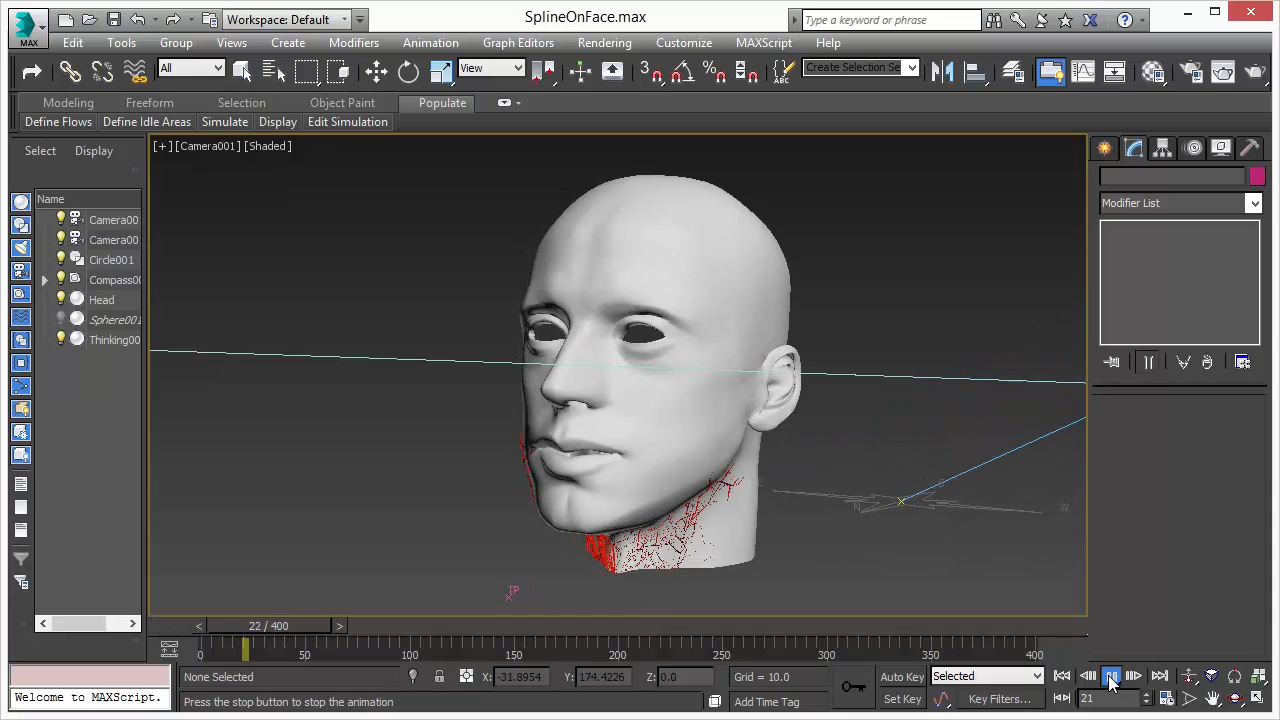 Workspace: Default
SplineOnFace.max
Type a keyword or phrase
MAX
Edit Tools Group Views Create Modifiers Animation Graph Editors Rendering Customize MAXScript Help
All
View
3
ABC
Create Selection Se
Modeling Freeform Selection Object Paint Populate
Define Flows Define Idle Areas Simulate Display Edit Simulation
Select Display
[+] [Camera001] [Shaded]
Name
Modifier List
Camera00
Camera00
Circle001
Compass00
Head
Sphere001
Thinking00
N
W
TP
22 / 400
0 50 150 200 250 300 350 400
None Selected
X: -31.8954
Y: 174.4226
Z: 0.0
Grid = 10.0
Auto Key
Selected
Welcome to MAXScript.
Press the stop button to stop the animation
Add Time Tag
Set Key
Key Filters...
21